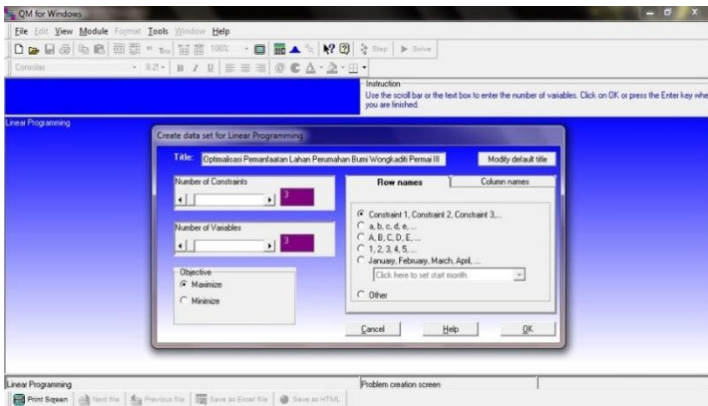 QM for Windows
File Edit View Module Format Tools Window Help
100% Step Solve
Consolas 8.2 B I U
Instruction
Use the scroll bar or the text box to enter the number of variables. Click on OK or press the Enter key whe
you are finished.
Linear Programming
Create data set for Linear Programming
Title: Optimalisasi Pemanfaatan Lahan Perumahan Bumi Wongkaditi Permai III Modify default title
Number of Constraints
3
Number of Variables
3
Objective
Maximize
Minimize
Row names Column names
Constraint 1, Constraint 2, Constraint 3,...
a, b, c, d, e, ...
A, B, C, D, E, ...
1, 2, 3, 4, 5, ...
January, February, March, April, ...
Click here to set start month
Other
Cancel Help OK
Linear Programming Problem creation screen
Print Screen Next file Previous file Save as Excel file Save as HTML